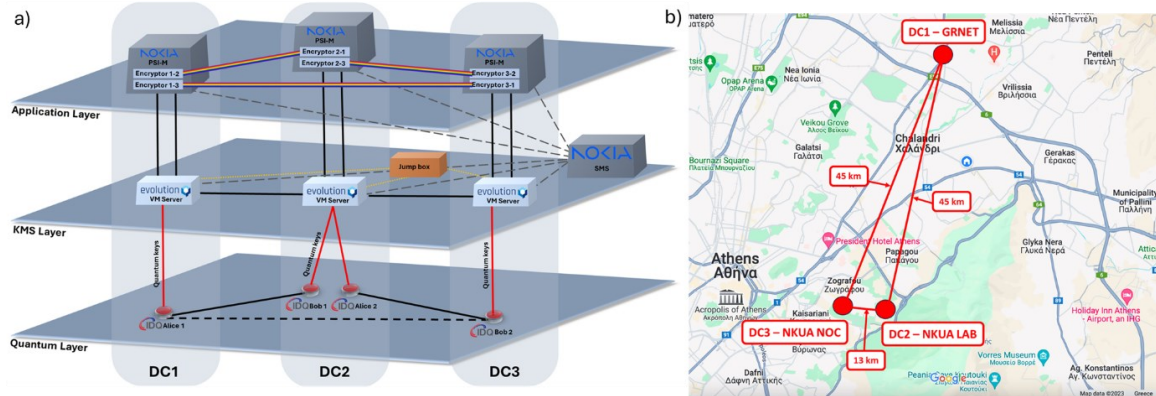 a)
NOKIA
PSI-M
Encryptor 1-2
Encryptor 1-3
NOKIA
PSI-M
Encryptor 2-1
Encryptor 2-3
NOKIA
PSI-M
Encryptor 3-2
Encryptor 3-1
Application Layer
NOKIA
SMS
Jump box
evolution
VM Server
evolution
VM Server
evolution
VM Server
KMS Layer
Quantum keys
Quantum keys
Quantum keys
IDQ Alice 1
IDQ Bob 1
IDQ Alice 2
IDQ Bob 2
Quantum Layer
DC1
DC2
DC3
b)
DC1 – GRNET
Melissia
Μελίσσια
Nea Penteli
Νέα Πεντέλη
Penteli
Πεντέλη
Nea Ionia
Νέα Ιωνία
Opap Arena
OPAP Arena
Vrilissia
Βριλήσσια
Veikou Grove
Άλσος Βεΐκου
Galatsi
Γαλάτσι
Chalandri
Χαλάνδρι
Gerakas
Γέρακας
Bournazi Square
Πλατεία Μπουρναζίου
45 km
45 km
Municipality
of Pallini
Παλλήνη
President Hotel Athens
Papagou
Παπάγου
Glyka Nera
Γλυκά Νερά
Athens
Αθήνα
Zografou
Ζωγράφου
Acropolis of Athens
Ακρόπολη Αθηνών
Kaisariani
DC3 – NKUA NOC
DC2 – NKUA LAB
Βύρωνας
13 km
Holiday Inn Athens
- Airport, an IHG
Dafni
Δάφνη Αττικής
Vorres Museum
Μουσείο Βορρέ
Google
Ag. Konstantinos
Αγ. Κωνσταντίνος
Map data ©2023
Greece